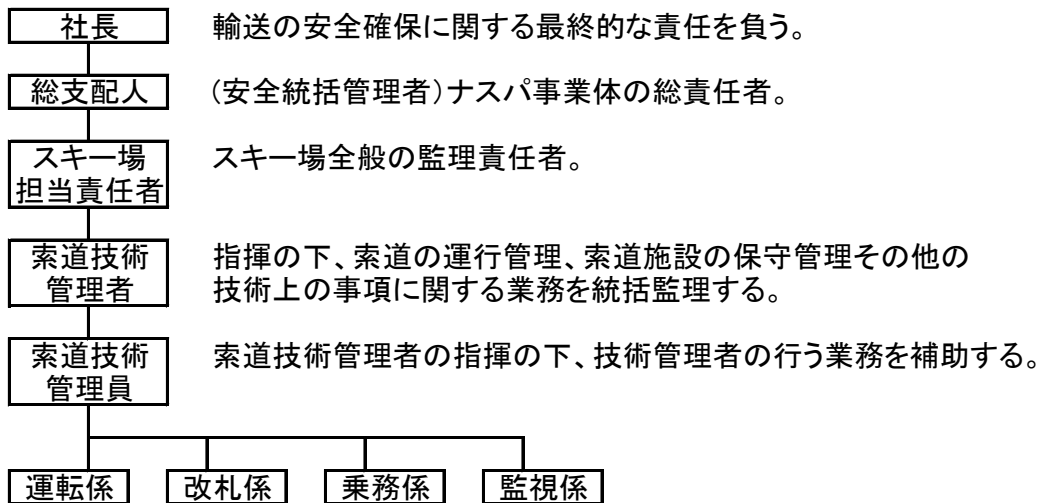 社長 輸送の安全確保に関する最終的な責任を負う。
総支配人 (安全統括管理者)ナスパ事業体の総責任者。
スキー場
担当責任者
スキー場全般の監理責任者。
索道技術
管理者
指揮の下、索道の運行管理、索道施設の保守管理その他の
技術上の事項に関する業務を統括監理する。
索道技術
管理員
索道技術管理者の指揮の下、技術管理者の行う業務を補助する。
運転係 改札係 乗務係 監視係